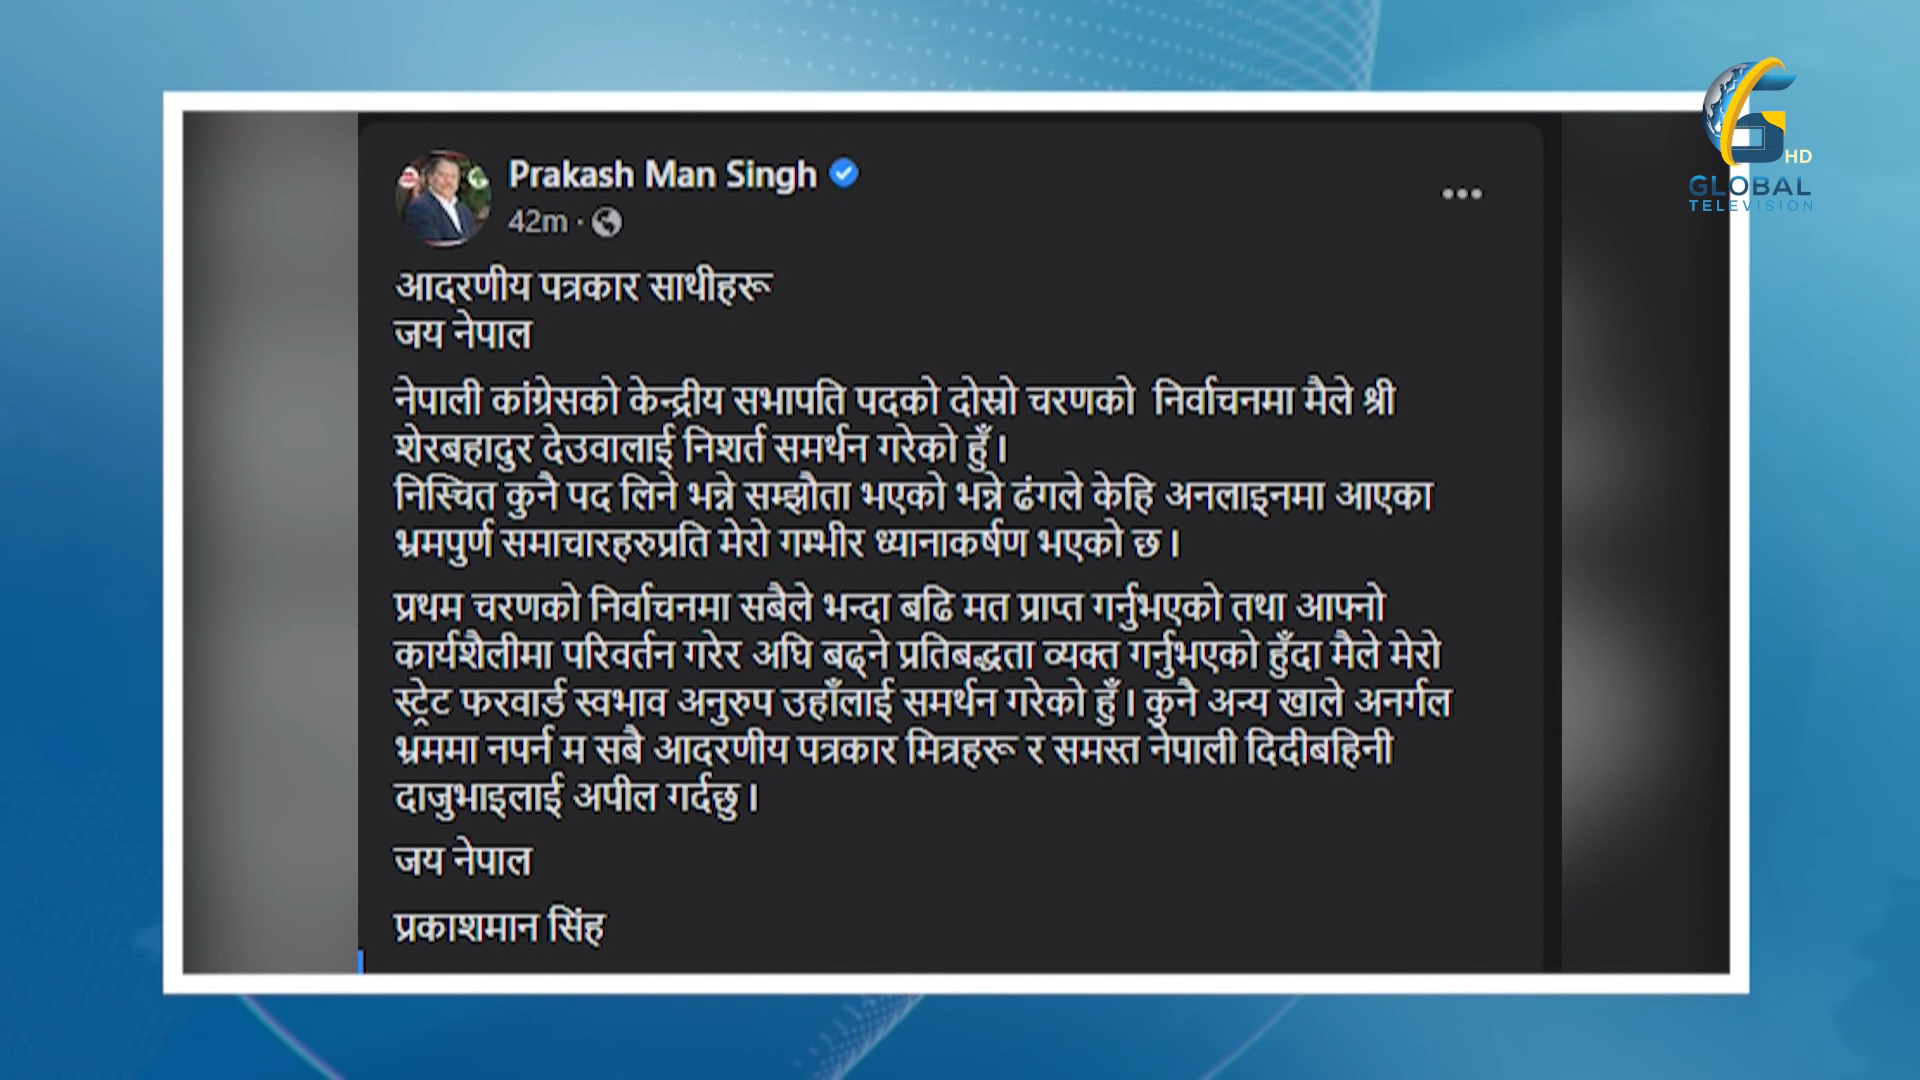 Prakash Man Singh
42m ·
आदरणीय पत्रकार साथीहरू
जय नेपाल
नेपाली कांग्रेसको केन्द्रीय सभापति पदको दोस्रो चरणको निर्वाचनमा मैले श्री
शेरबहादुर देउवालाई निशर्त समर्थन गरेको हुँ ।
निस्चित कुनै पद लिने भन्ने सम्झौता भएको भन्ने ढंगले केहि अनलाइनमा आएका
भ्रमपुर्ण समाचारहरुप्रति मेरो गम्भीर ध्यानाकर्षण भएको छ ।
प्रथम चरणको निर्वाचनमा सबैले भन्दा बढि मत प्राप्त गर्नुभएको तथा आफ्नो
कार्यशैलीमा परिवर्तन गरेर अघि बढ्ने प्रतिबद्धता व्यक्त गर्नुभएको हुँदा मैले मेरो
स्ट्रेट फरवार्ड स्वभाव अनुरुप उहाँलाई समर्थन गरेको हुँ । कुनै अन्य खाले अनर्गल
भ्रममा नपर्न म सबै आदरणीय पत्रकार मित्रहरू र समस्त नेपाली दिदीबहिनी
दाजुभाइलाई अपील गर्दछु ।
जय नेपाल
प्रकाशमान सिंह
G HD
GLOBAL
TELEVISION